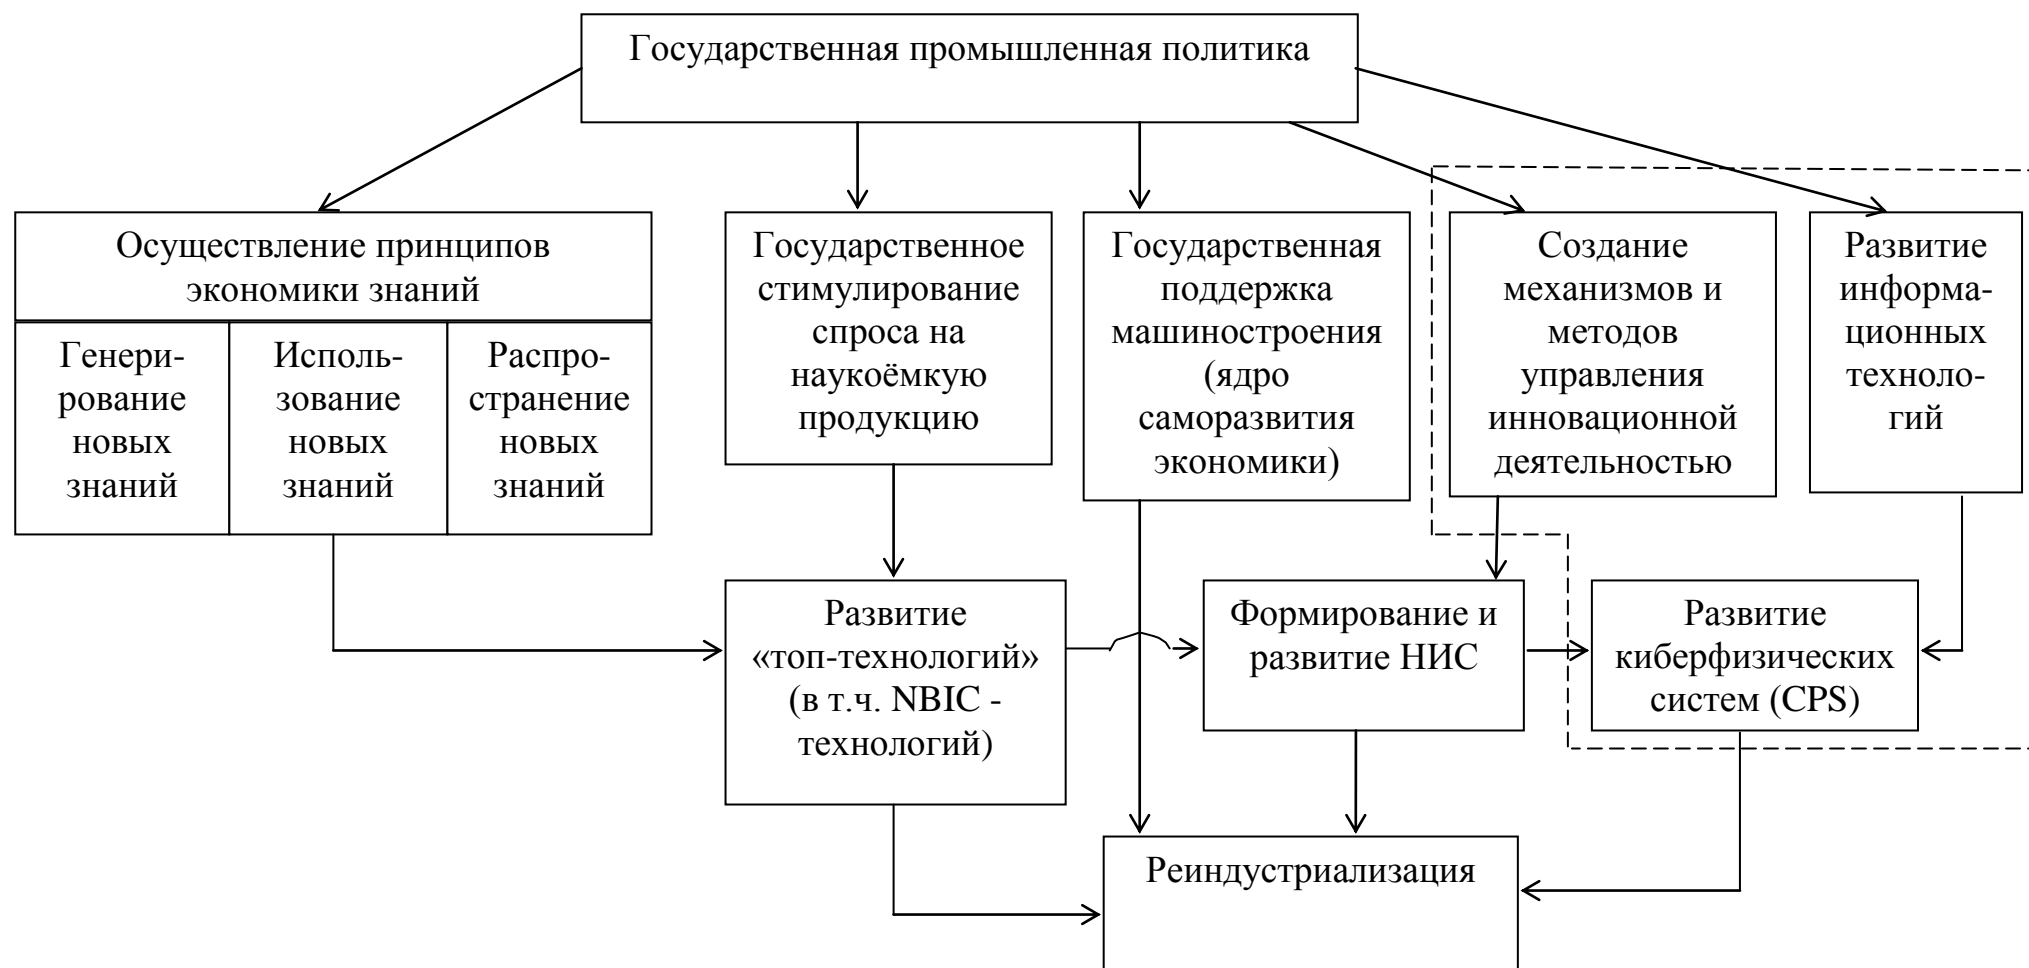 Государственная промышленная политика
Осуществление принципов
экономики знаний
Генери-
рование
новых
знаний
Исполь-
зование
новых
знаний
Распро-
странение
новых
знаний
Государственное
стимулирование
спроса на
наукоёмкую
продукцию
Государственная
поддержка
машиностроения
(ядро
саморазвития
экономики)
Создание
механизмов и
методов
управления
инновационной
деятельностью
Развитие
информа-
ционных
техноло-
гий
Развитие
«топ-технологий»
(в т.ч. NBIC -
технологий)
Формирование и
развитие НИС
Развитие
киберфизических
систем (CPS)
Реиндустриализация